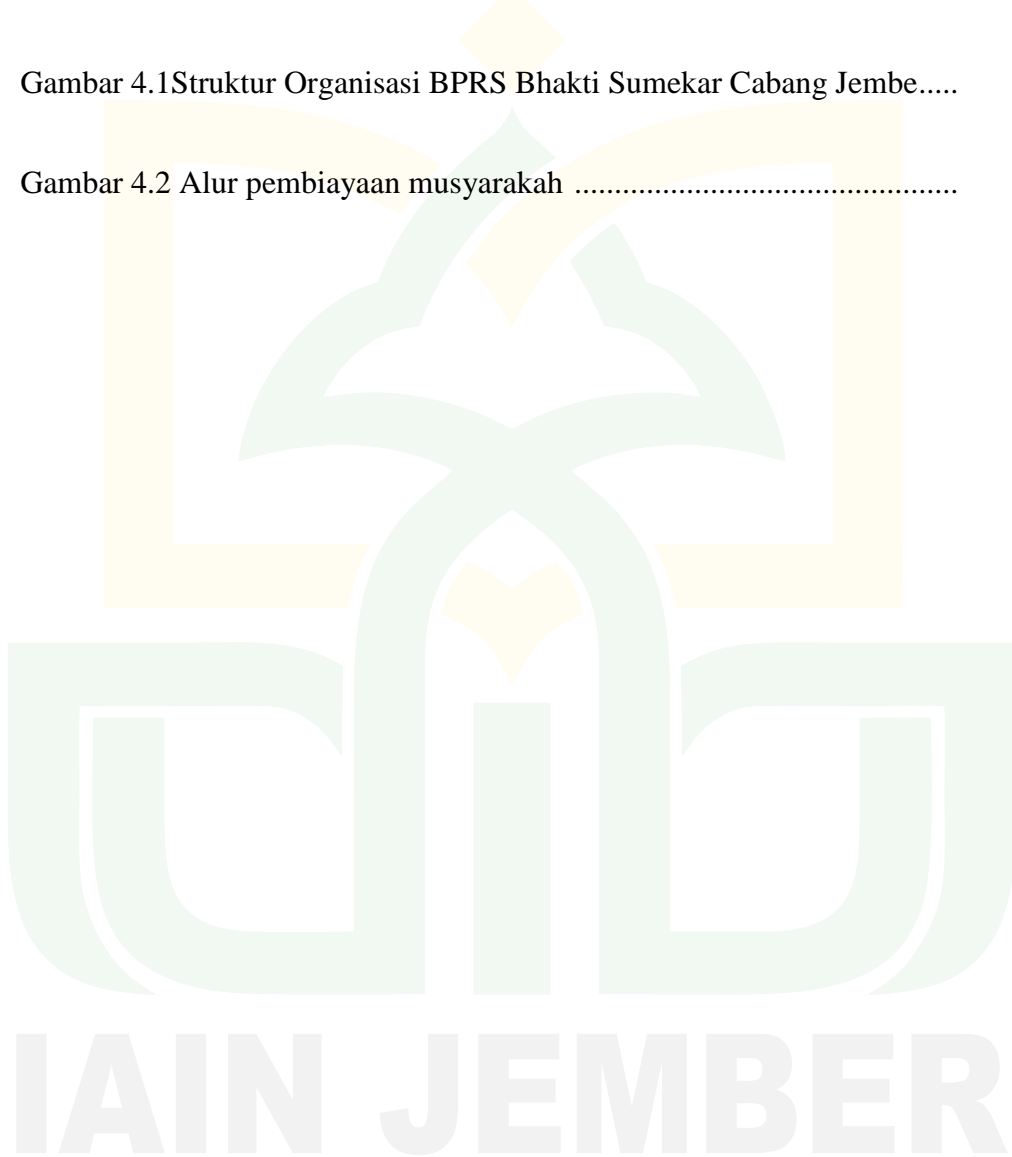 Gambar 4.1Struktur Organisasi BPRS Bhakti Sumekar Cabang Jembe.....
Gambar 4.2 Alur pembiayaan musyarakah ...............................................
IAIN JEMBER